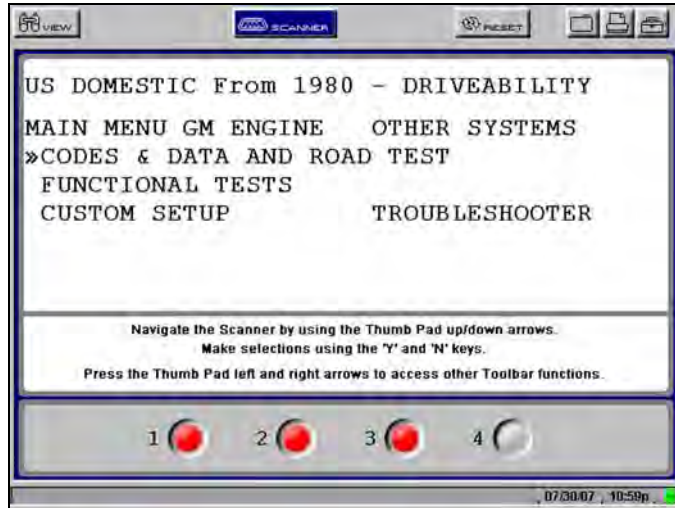 VIEW SCANNER RESET
US DOMESTIC From 1980 - DRIVEABILITY
MAIN MENU GM ENGINE OTHER SYSTEMS
»CODES & DATA AND ROAD TEST
FUNCTIONAL TESTS
CUSTOM SETUP TROUBLESHOOTER
Navigate the Scanner by using the Thumb Pad up/down arrows.
Make selections using the 'Y' and 'N' keys.
Press the Thumb Pad left and right arrows to access other Toolbar functions.
1 2 3 4
07/30/07 , 10:59p